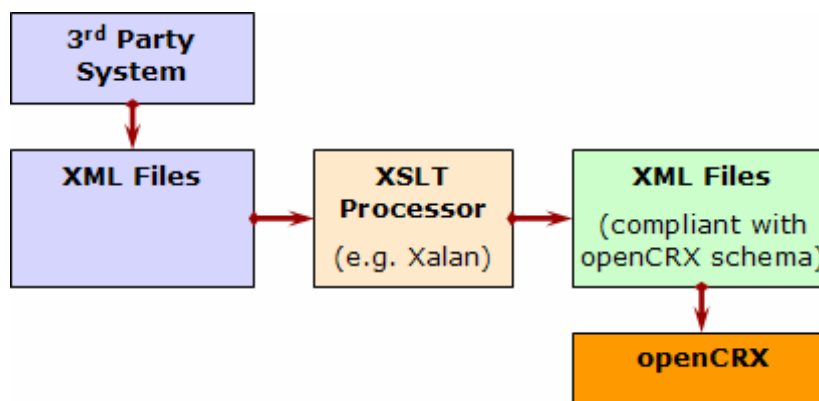 3rd Party
System
XML Files
XSLT
Processor
(e.g. Xalan)
XML Files
(compliant with
openCRX schema)
openCRX